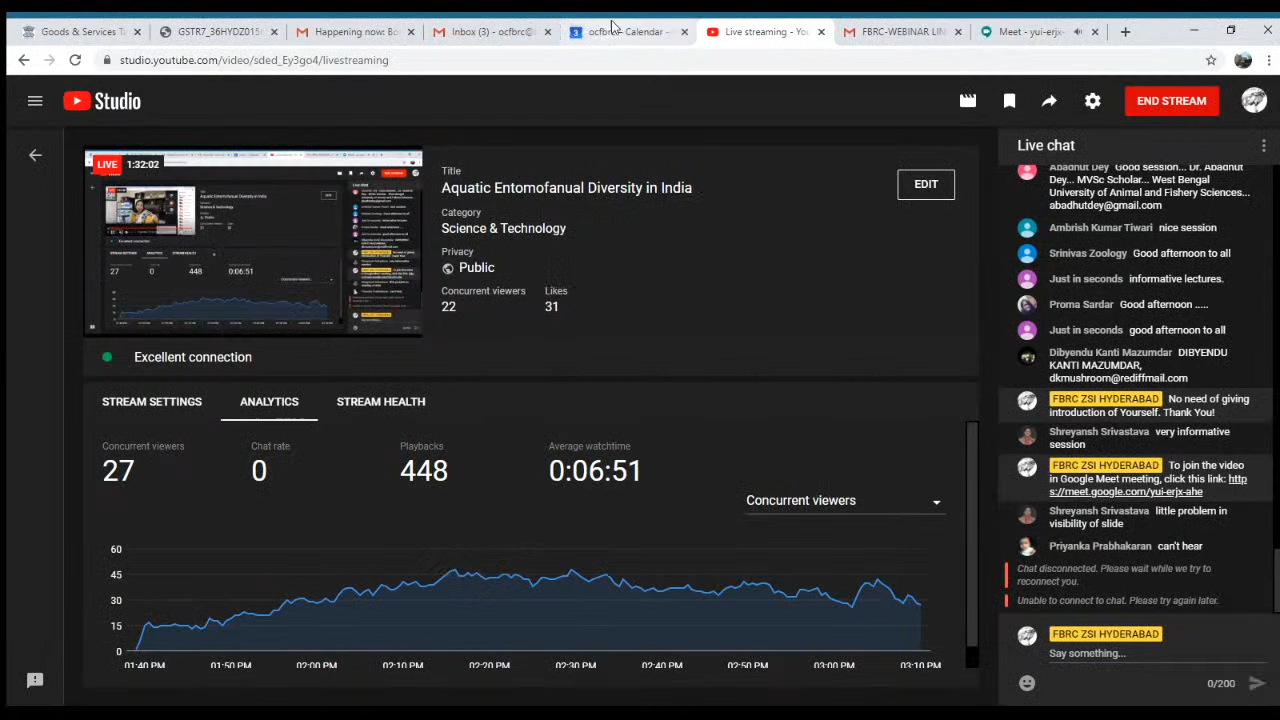 Goods & Services Ta
GSTR7_36HYDZ015
Happening now: Bo
Inbox (3) - ocfbrc@
ocfbrc - Calendar -
Live streaming - You
FBRC-WEBINAR LIN
Meet - yui-erjx-
studio.youtube.com/video/sded_Ey3go4/livestreaming
Studio
END STREAM
LIVE 1:32:02
Title
Aquatic Entomofanual Diversity in India
EDIT
Category
Science & Technology
Privacy
Public
Concurrent viewers Likes
22 31
Excellent connection
STREAM SETTINGS ANALYTICS STREAM HEALTH
Concurrent viewers Chat rate Playbacks Average watchtime
27 0 448 0:06:51
Concurrent viewers
60
45
30
15
0
01:40 PM 01:50 PM 02:00 PM 02:10 PM 02:20 PM 02:30 PM 02:40 PM 02:50 PM 03:00 PM 03:10 PM
Live chat
Abadhut Dey Good session... Dr. Abadhut
Dey... MVSc Scholar... West Bengal
University of Animal and Fishery Sciences...
abadhutdey@gmail.com
Ambrish Kumar Tiwari nice session
Srinivas Zoology Good afternoon to all
Just in seconds informative lectures.
Proma Sardar Good afternoon .....
Just in seconds good afternoon to all
Dibyendu Kanti Mazumdar DIBYENDU
KANTI MAZUMDAR,
dkmushroom@rediffmail.com
FBRC ZSI HYDERABAD No need of giving
introduction of Yourself. Thank You!
Shreyansh Srivastava very informative
session
FBRC ZSI HYDERABAD To join the video
in Google Meet meeting, click this link: http
s://meet.google.com/yui-erjx-ahe
Shreyansh Srivastava little problem in
visibility of slide
Priyanka Prabhakaran can't hear
Chat disconnected. Please wait while we try to
reconnect you.
Unable to connect to chat. Please try again later.
FBRC ZSI HYDERABAD
Say something...
0/200